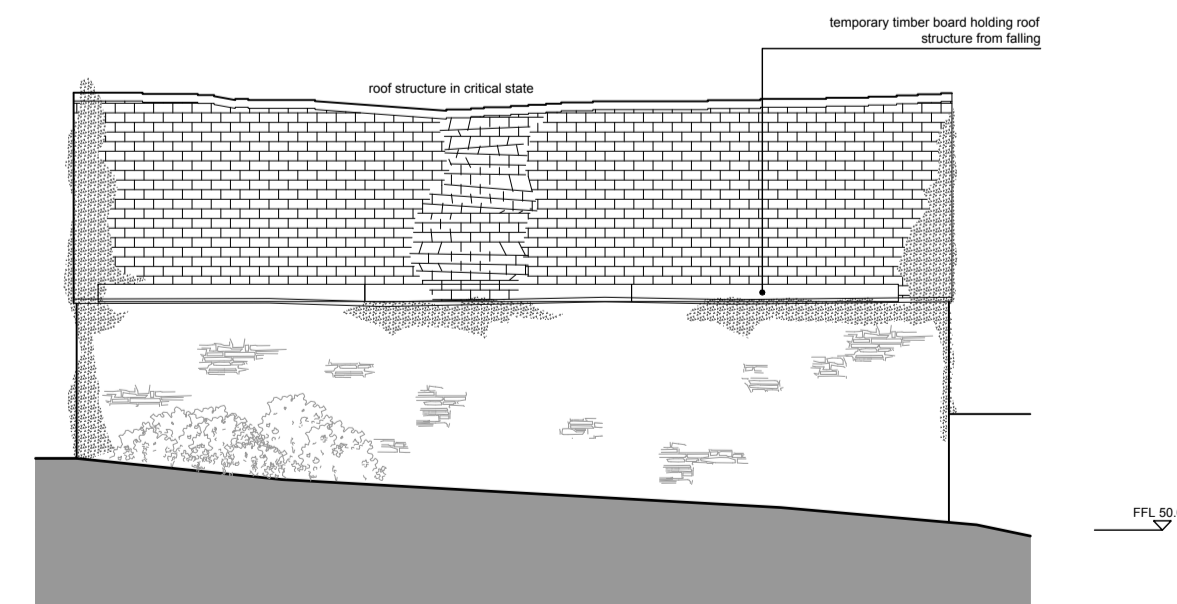 temporary timber board holding roof
structure from falling
roof structure in critical state
FFL 50.